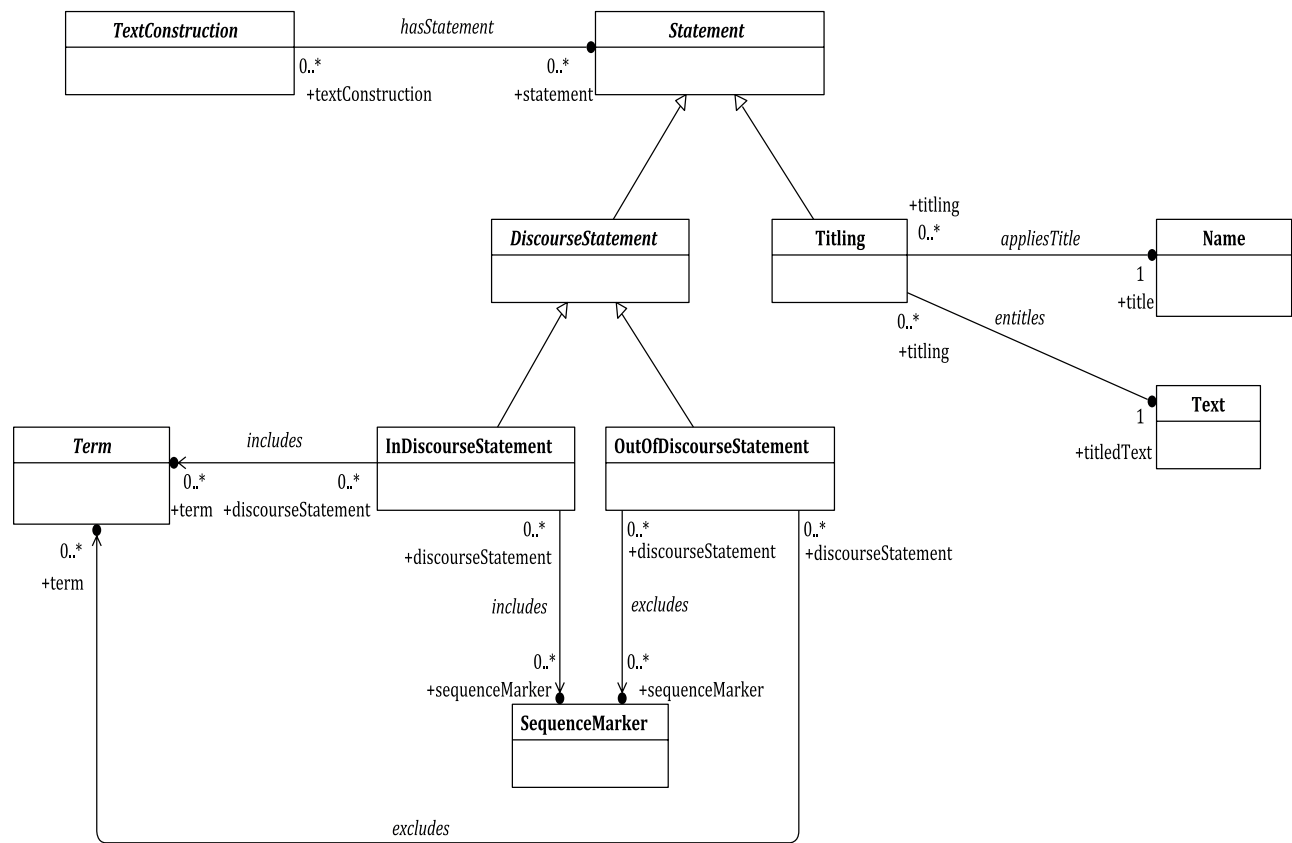 TextConstruction
hasStatement
Statement
0..*
0..*
+textConstruction
+statement
+titling
DiscourseStatement
Titling
0..*
appliesTitle
Name
1
+title
0..*
entitles
+titling
Text
1
+titledText
Term
includes
InDiscourseStatement
OutOfDiscourseStatement
0..*
0..*
+term
+discourseStatement
0..*
0..*
0..*
+discourseStatement
+discourseStatement
+discourseStatement
0..*
+term
includes
excludes
0..*
0..*
+sequenceMarker
+sequenceMarker
SequenceMarker
excludes